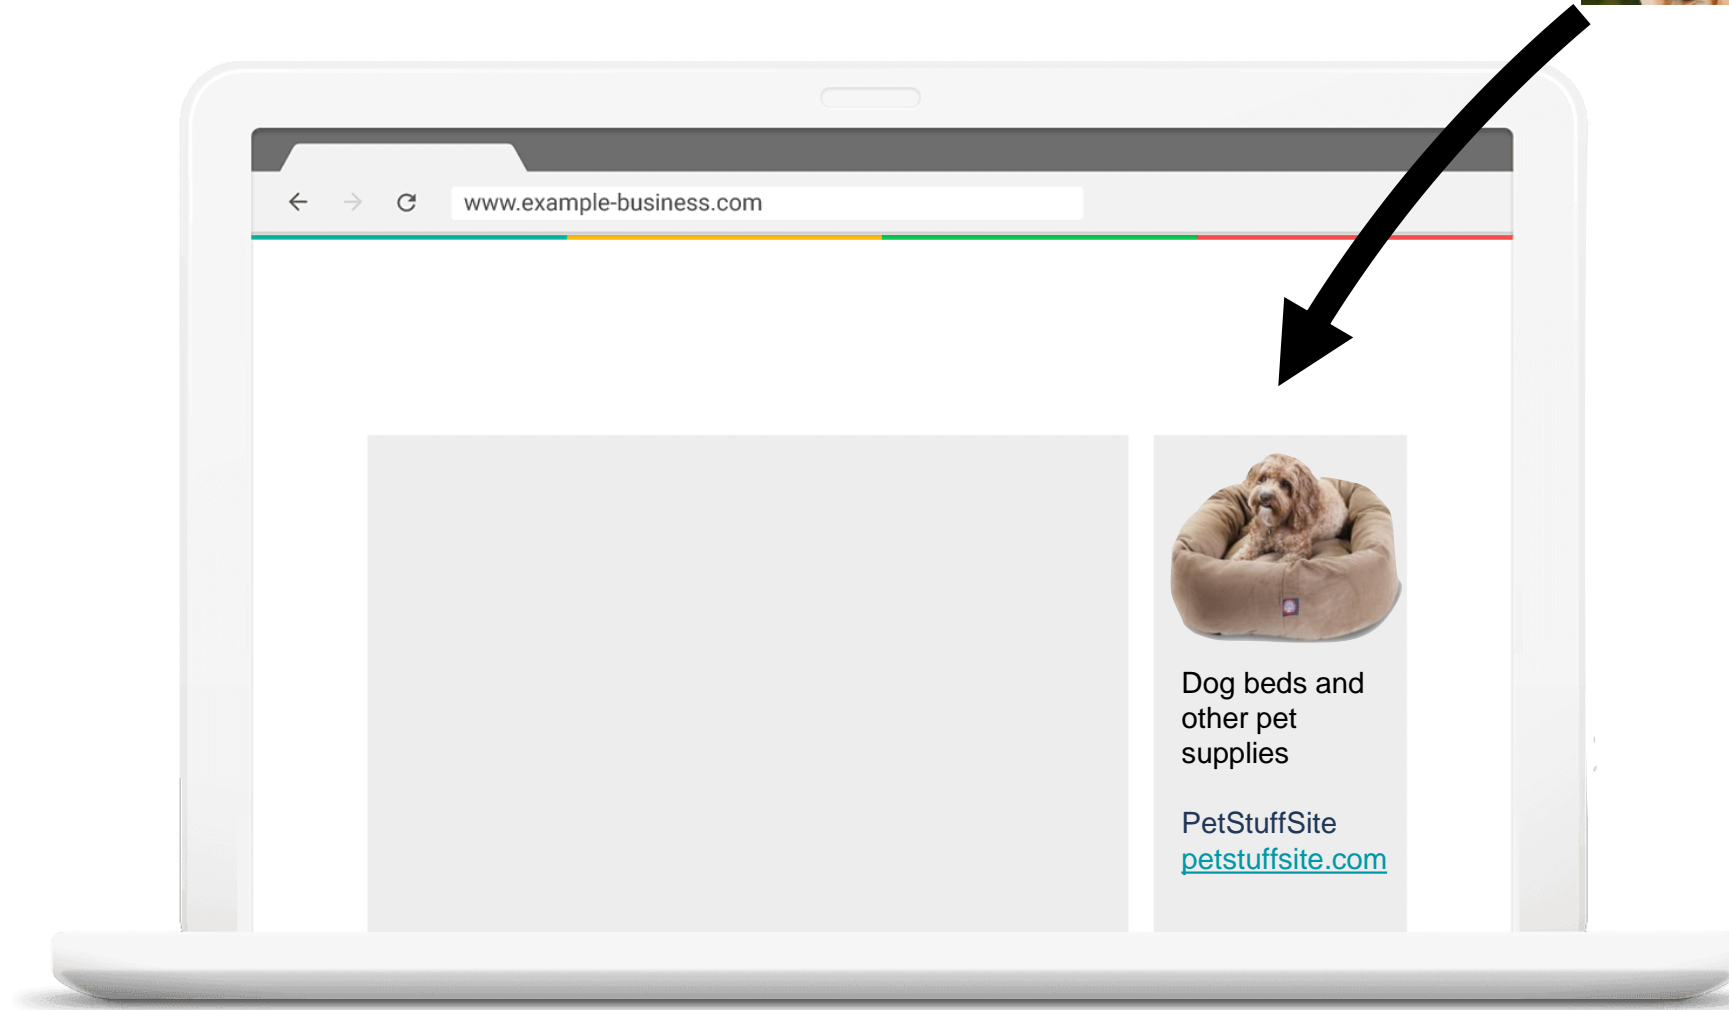 www.example-business.com
Dog beds and
other pet
supplies
PetStuffSite
petstuffsite.com